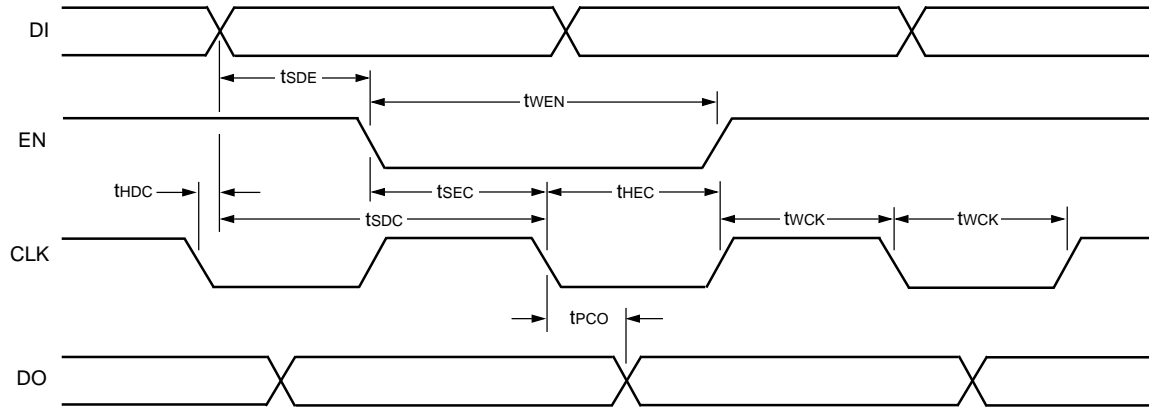 DI
tSDE
tWEN
EN
tHDC
tSEC
tHEC
tSDC
tWCK
tWCK
CLK
tPCO
DO